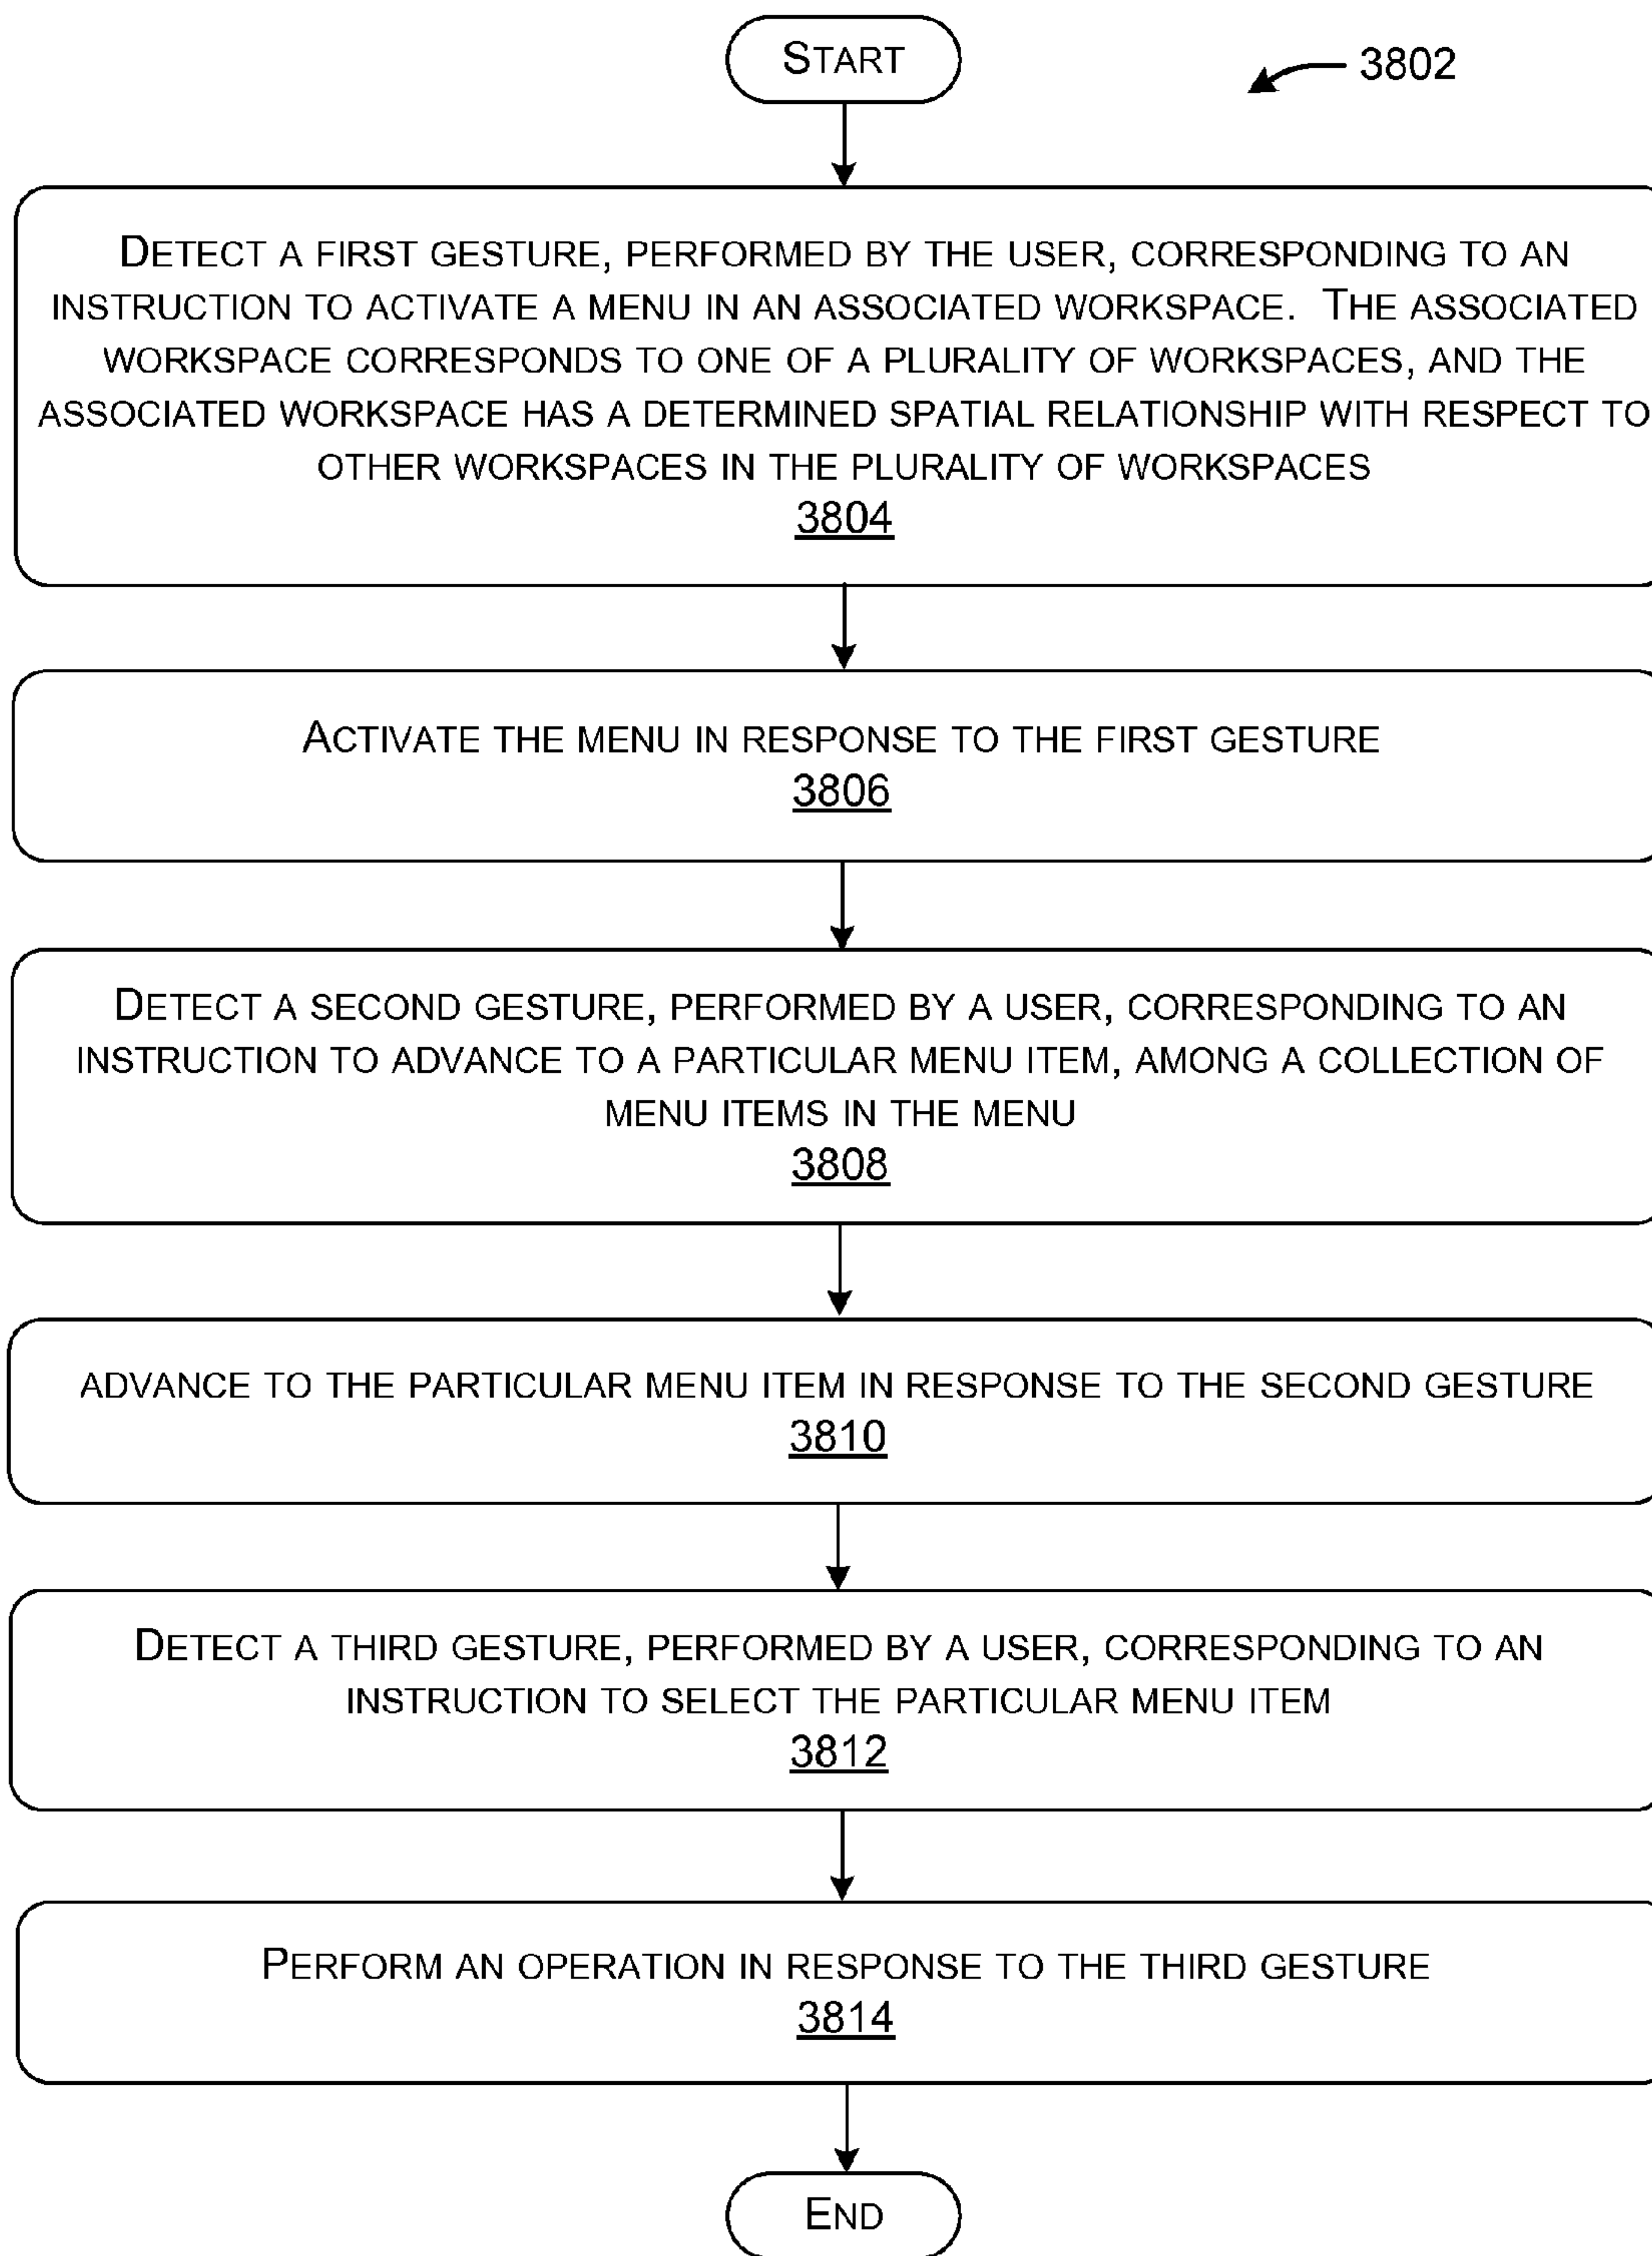 START
3802
DETECT A FIRST GESTURE, PERFORMED BY THE USER, CORRESPONDING TO AN
INSTRUCTION TO ACTIVATE A MENU IN AN ASSOCIATED WORKSPACE. THE ASSOCIATED
WORKSPACE CORRESPONDS TO ONE OF A PLURALITY OF WORKSPACES, AND THE
ASSOCIATED WORKSPACE HAS A DETERMINED SPATIAL RELATIONSHIP WITH RESPECT TO
OTHER WORKSPACES IN THE PLURALITY OF WORKSPACES
3804
ACTIVATE THE MENU IN RESPONSE TO THE FIRST GESTURE
3806
DETECT A SECOND GESTURE, PERFORMED BY A USER, CORRESPONDING TO AN
INSTRUCTION TO ADVANCE TO A PARTICULAR MENU ITEM, AMONG A COLLECTION OF
MENU ITEMS IN THE MENU
3808
ADVANCE TO THE PARTICULAR MENU ITEM IN RESPONSE TO THE SECOND GESTURE
3810
DETECT A THIRD GESTURE, PERFORMED BY A USER, CORRESPONDING TO AN
INSTRUCTION TO SELECT THE PARTICULAR MENU ITEM
3812
PERFORM AN OPERATION IN RESPONSE TO THE THIRD GESTURE
3814
END